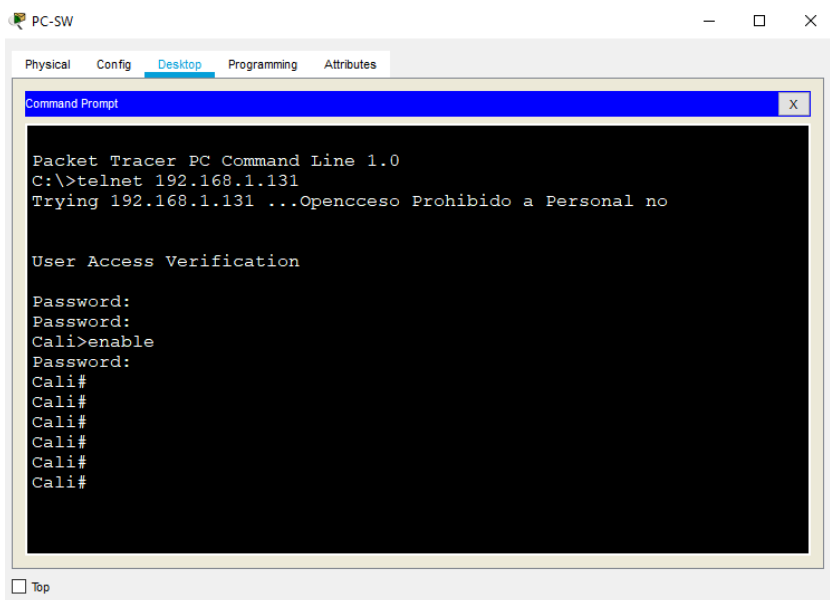 PC-SW
Physical Config Desktop Programming Attributes
Command Prompt
X
Packet Tracer PC Command Line 1.0
C:\>telnet 192.168.1.131
Trying 192.168.1.131 ...Opencceso Prohibido a Personal no
User Access Verification
Password:
Password:
Cali>enable
Password:
Cali#
Cali#
Cali#
Cali#
Cali#
Cali#
Top